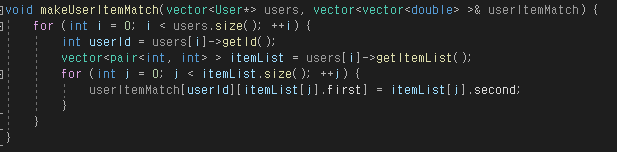 void makeUserItemMatch(vector<User*> users, vector<vector<double> >& userItemMatch) {
    for (int i = 0; i < users.size(); ++i) {
        int userId = users[i]->getId();
        vector<pair<int, int> > itemList = users[i]->getItemList();
        for (int j = 0; j < itemList.size(); ++j) {
            userItemMatch[userId][itemList[j].first] = itemList[j].second;
        }
    }
}